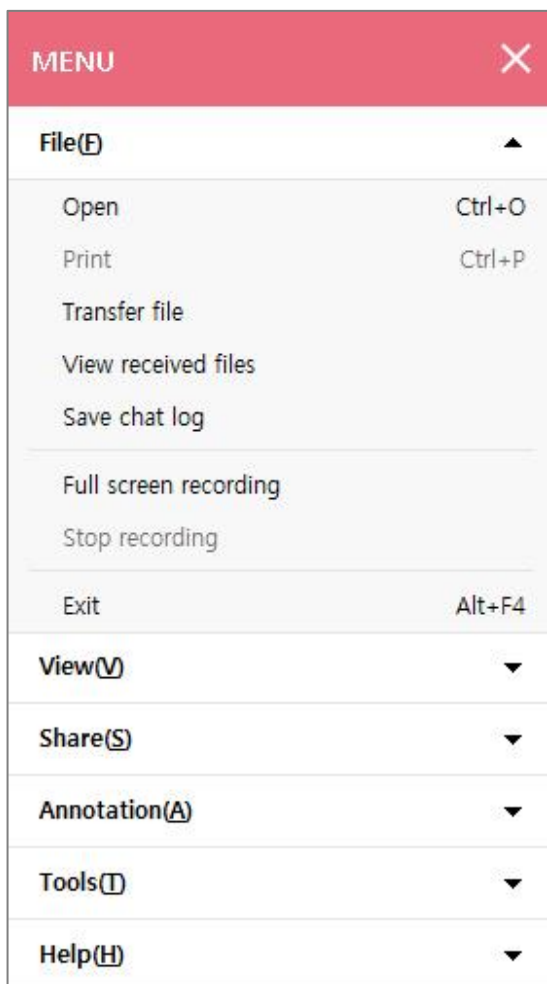 MENU
File(F)
Open Ctrl+O
Print Ctrl+P
Transfer file
View received files
Save chat log
Full screen recording
Stop recording
Exit Alt+F4
View(V)
Share(S)
Annotation(A)
Tools(T)
Help(H)